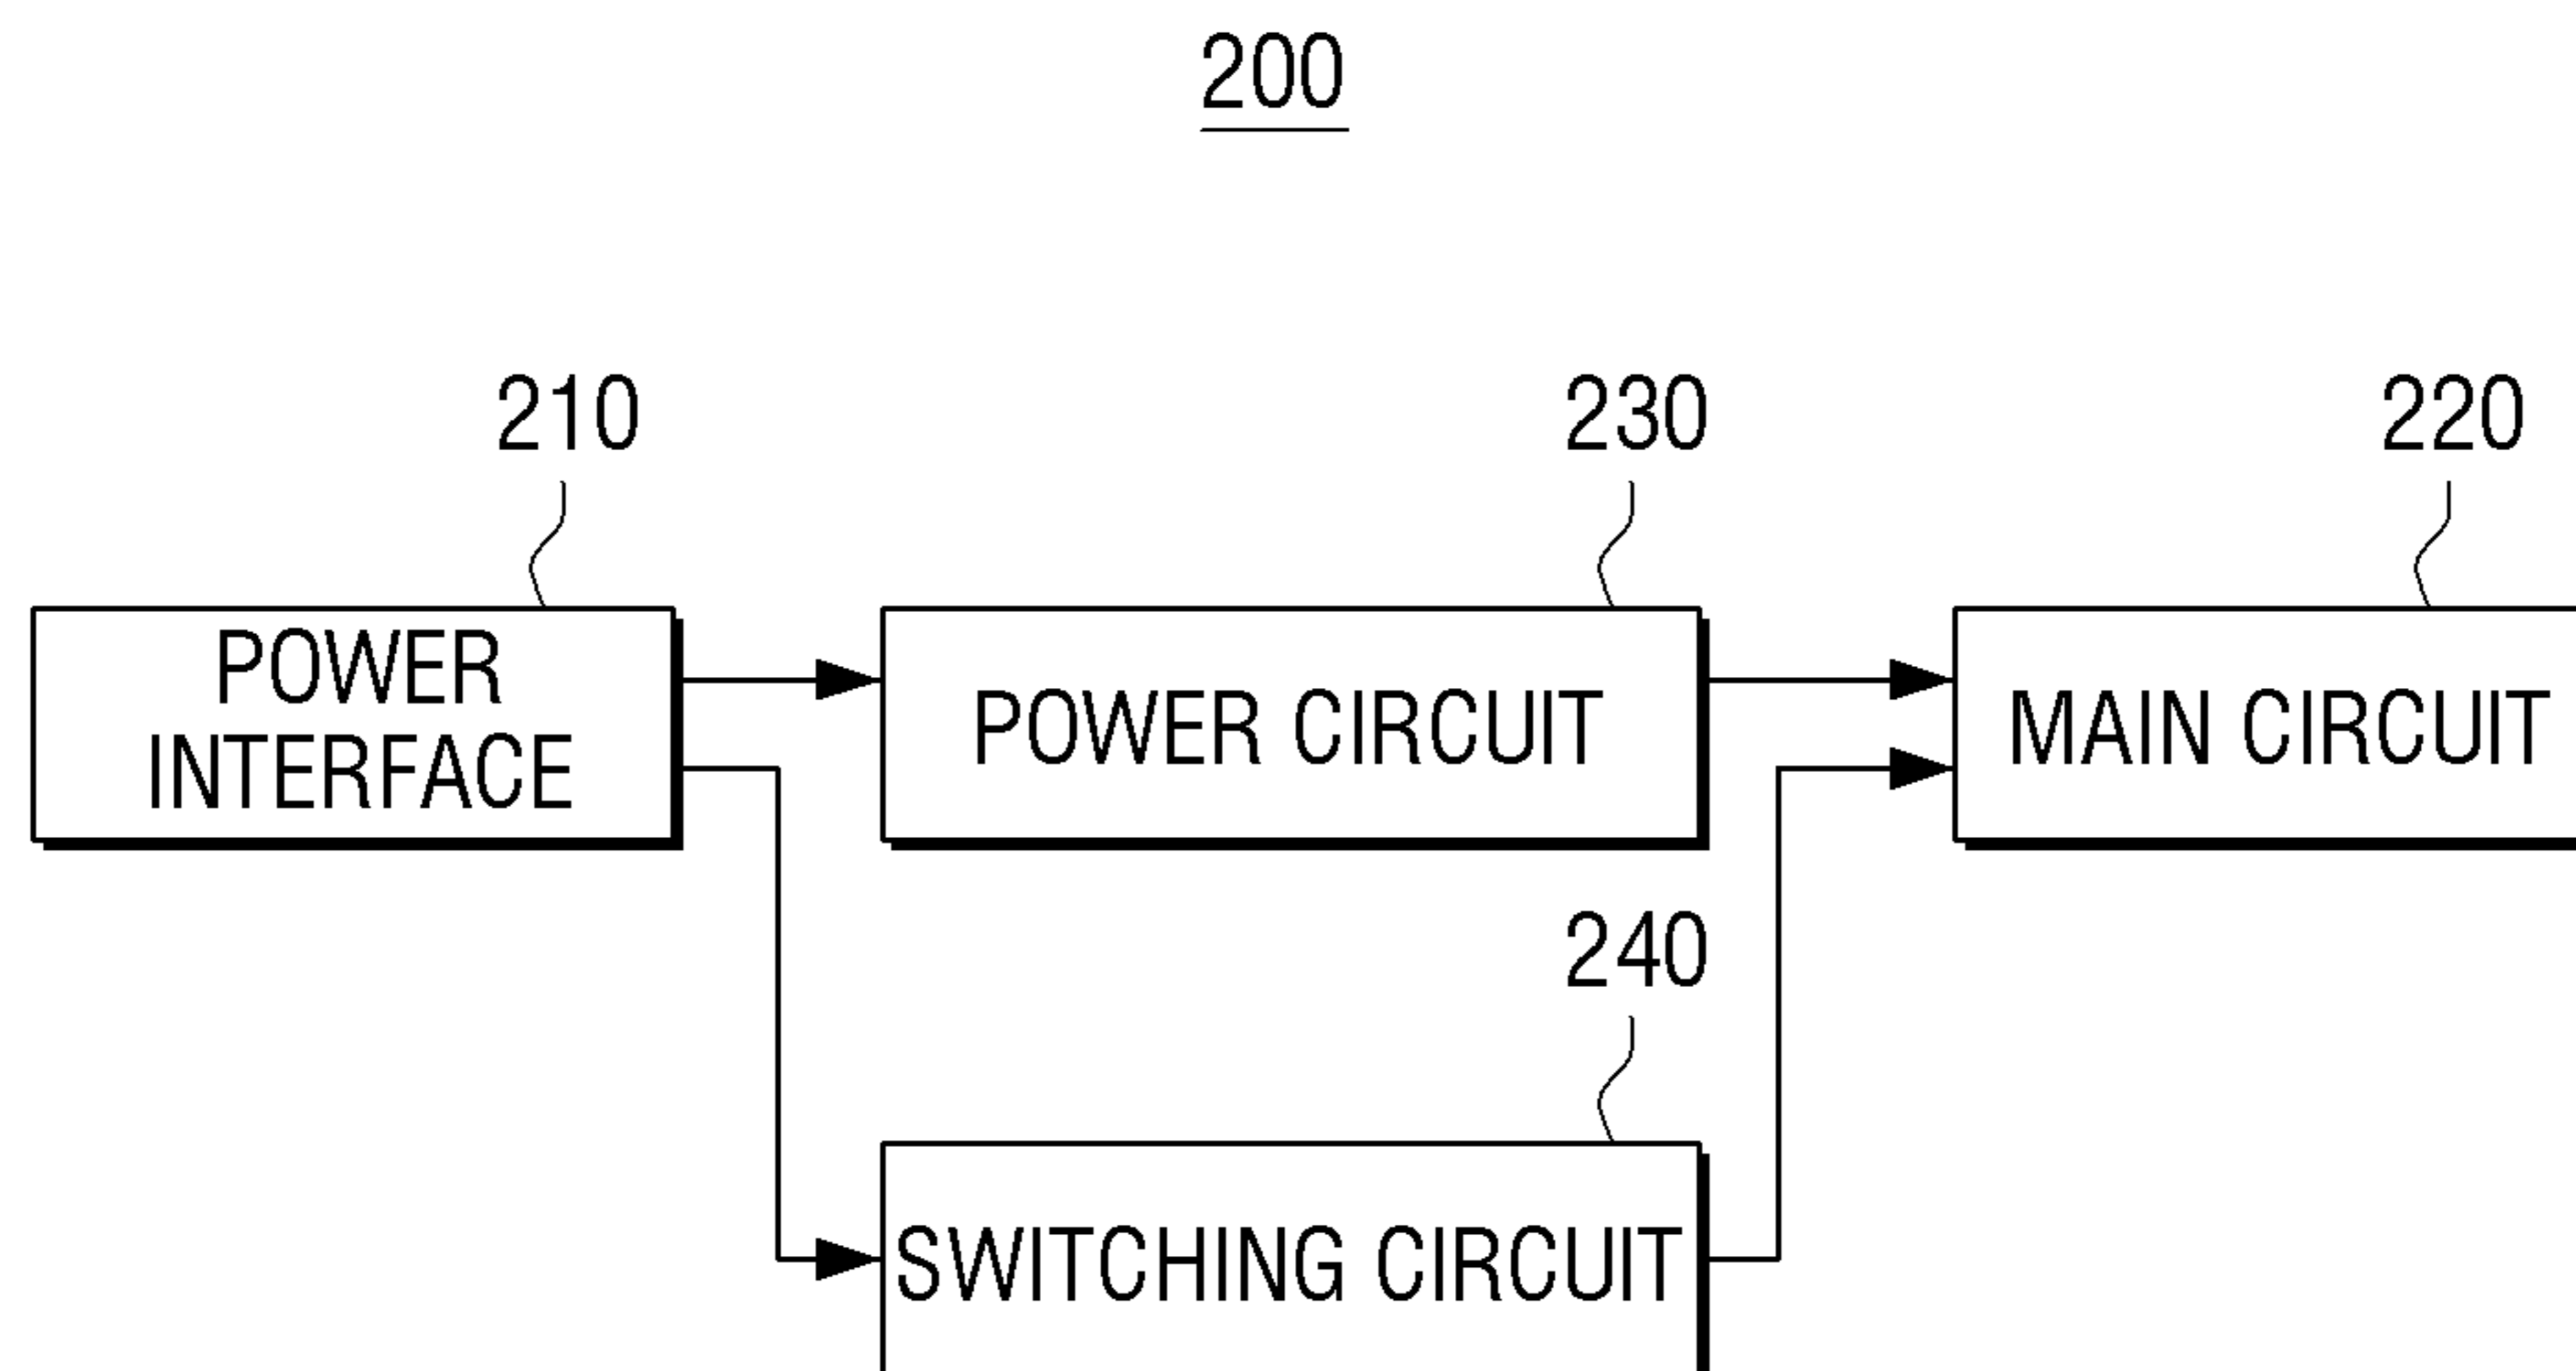 200
210
230
220
POWER
INTERFACE
POWER CIRCUIT
MAIN CIRCUIT
240
SWITCHING CIRCUIT